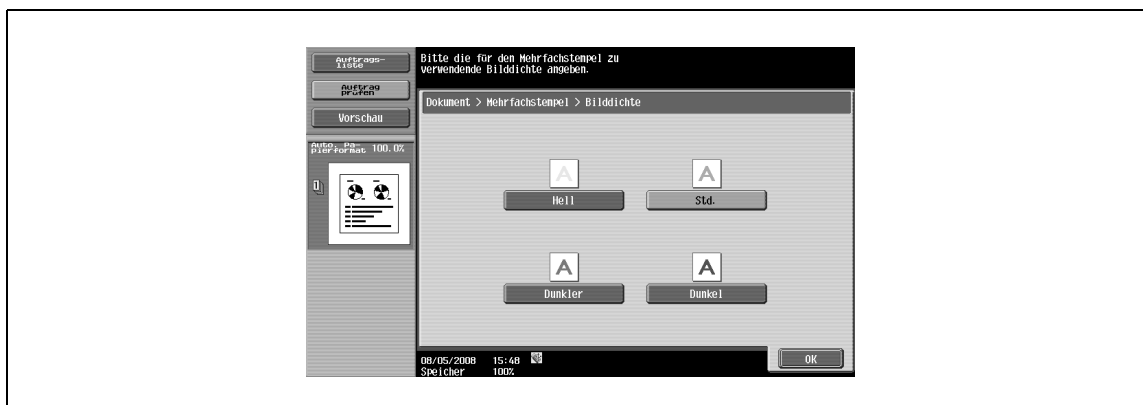 Auftrags-
liste
Auftrag
prüfen
Vorschau
Auto. Pa-
pierformat 100.0%
Bitte die für den Mehrfachstempel zu
verwendende Bilddichte angeben.
Dokument > Mehrfachstempel > Bilddichte
A A
Hell Std.
A A
Dunkler Dunkel
08/05/2008 15:48
Speicher 100%
OK